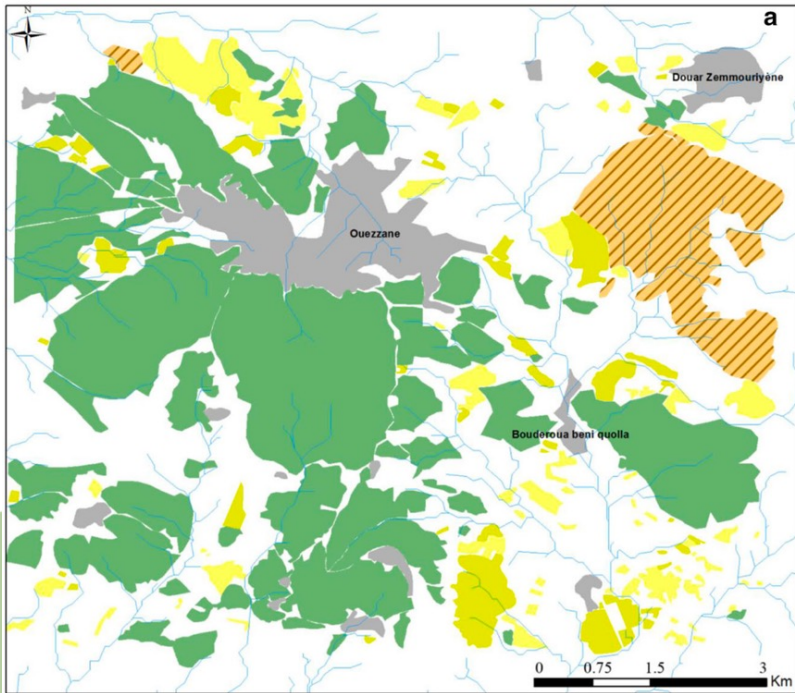 N
a
Douar Zemmouriyène
Ouezzane
Bouderoua beni quolla
0 0.75 1.5 3
Km